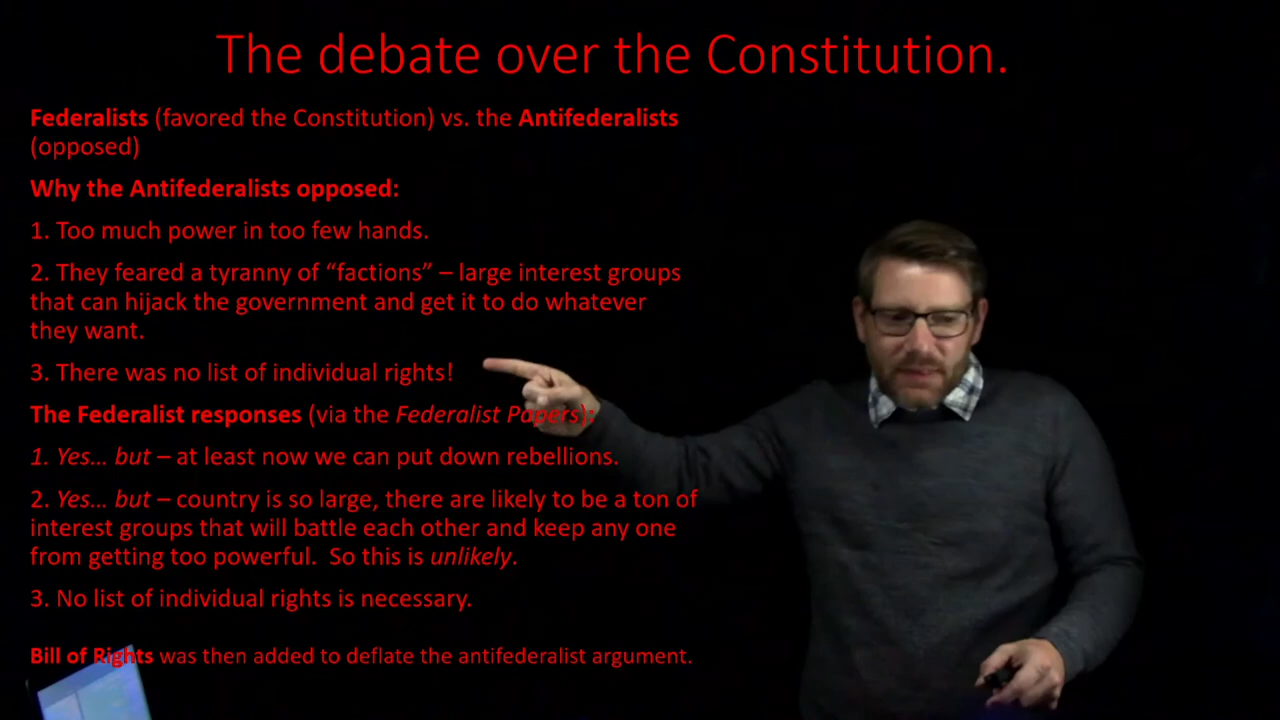 The debate over the Constitution.
Federalists (favored the Constitution) vs. the Antifederalists
(opposed)
Why the Antifederalists opposed:
1. Too much power in too few hands.
2. They feared a tyranny of “factions” – large interest groups
that can hijack the government and get it to do whatever
they want.
3. There was no list of individual rights!
The Federalist responses (via the Federalist Papers):
1. Yes… but – at least now we can put down rebellions.
2. Yes… but – country is so large, there are likely to be a ton of
interest groups that will battle each other and keep any one
from getting too powerful.  So this is unlikely.
3. No list of individual rights is necessary.
Bill of Rights was then added to deflate the antifederalist argument.